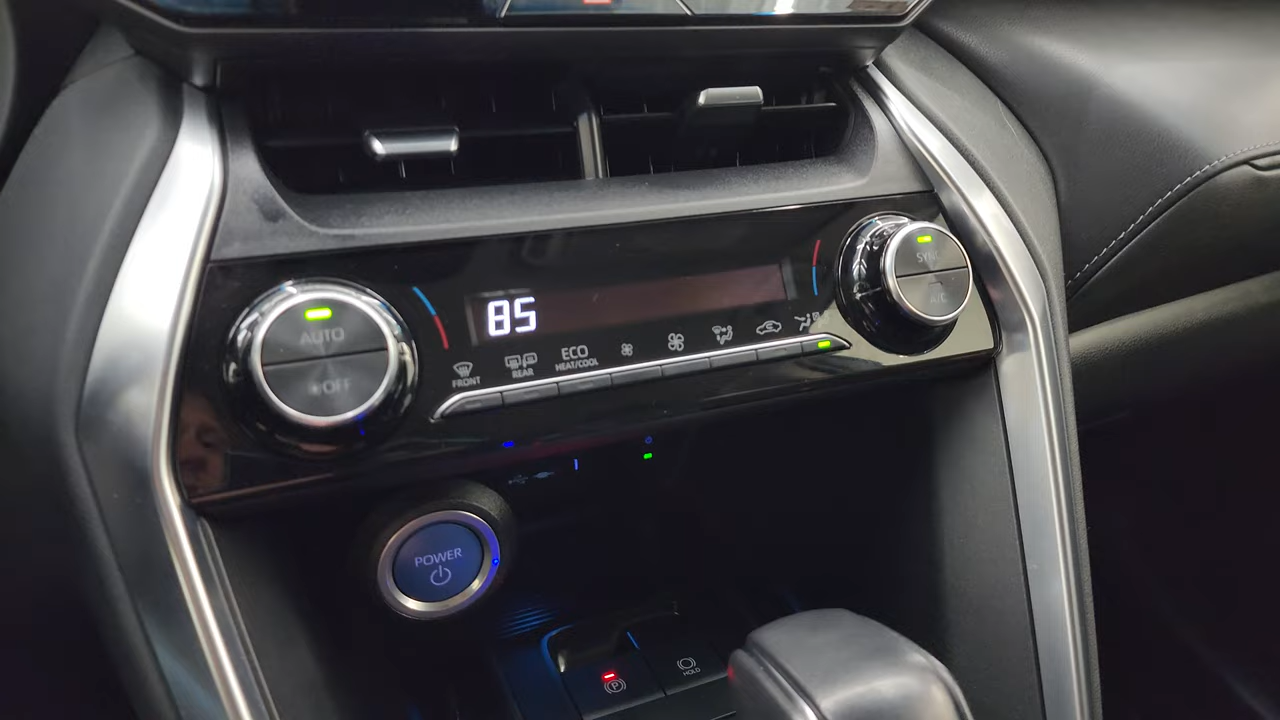 SYNC
A/C
AUTO
OFF
85
FRONT
REAR
ECO
HEAT/COOL
POWER
P
HOLD